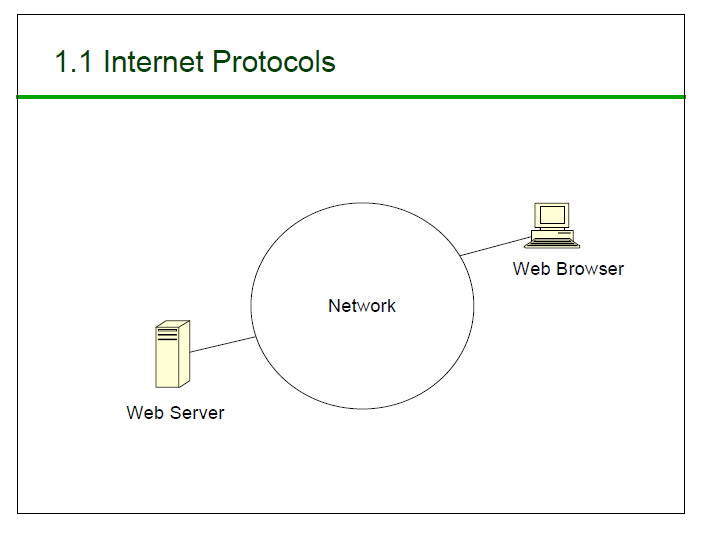 1.1 Internet Protocols
Web Browser
Network
Web Server